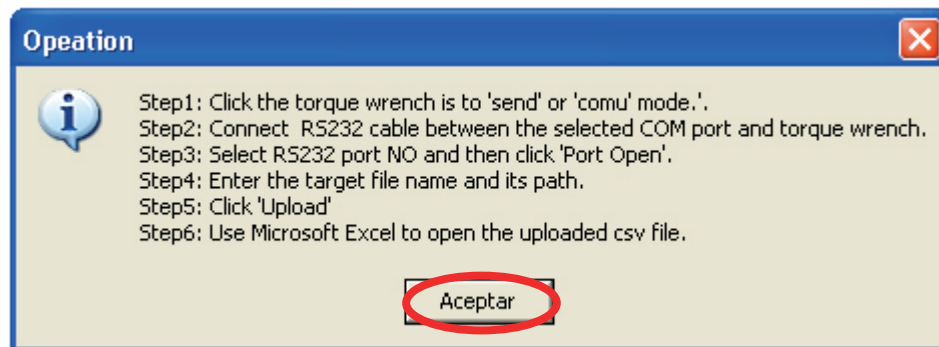 Opeation
Step1: Click the torque wrench is to 'send' or 'comu' mode.'.
Step2: Connect RS232 cable between the selected COM port and torque wrench.
Step3: Select RS232 port NO and then click 'Port Open'.
Step4: Enter the target file name and its path.
Step5: Click 'Upload'
Step6: Use Microsoft Excel to open the uploaded csv file.
Aceptar